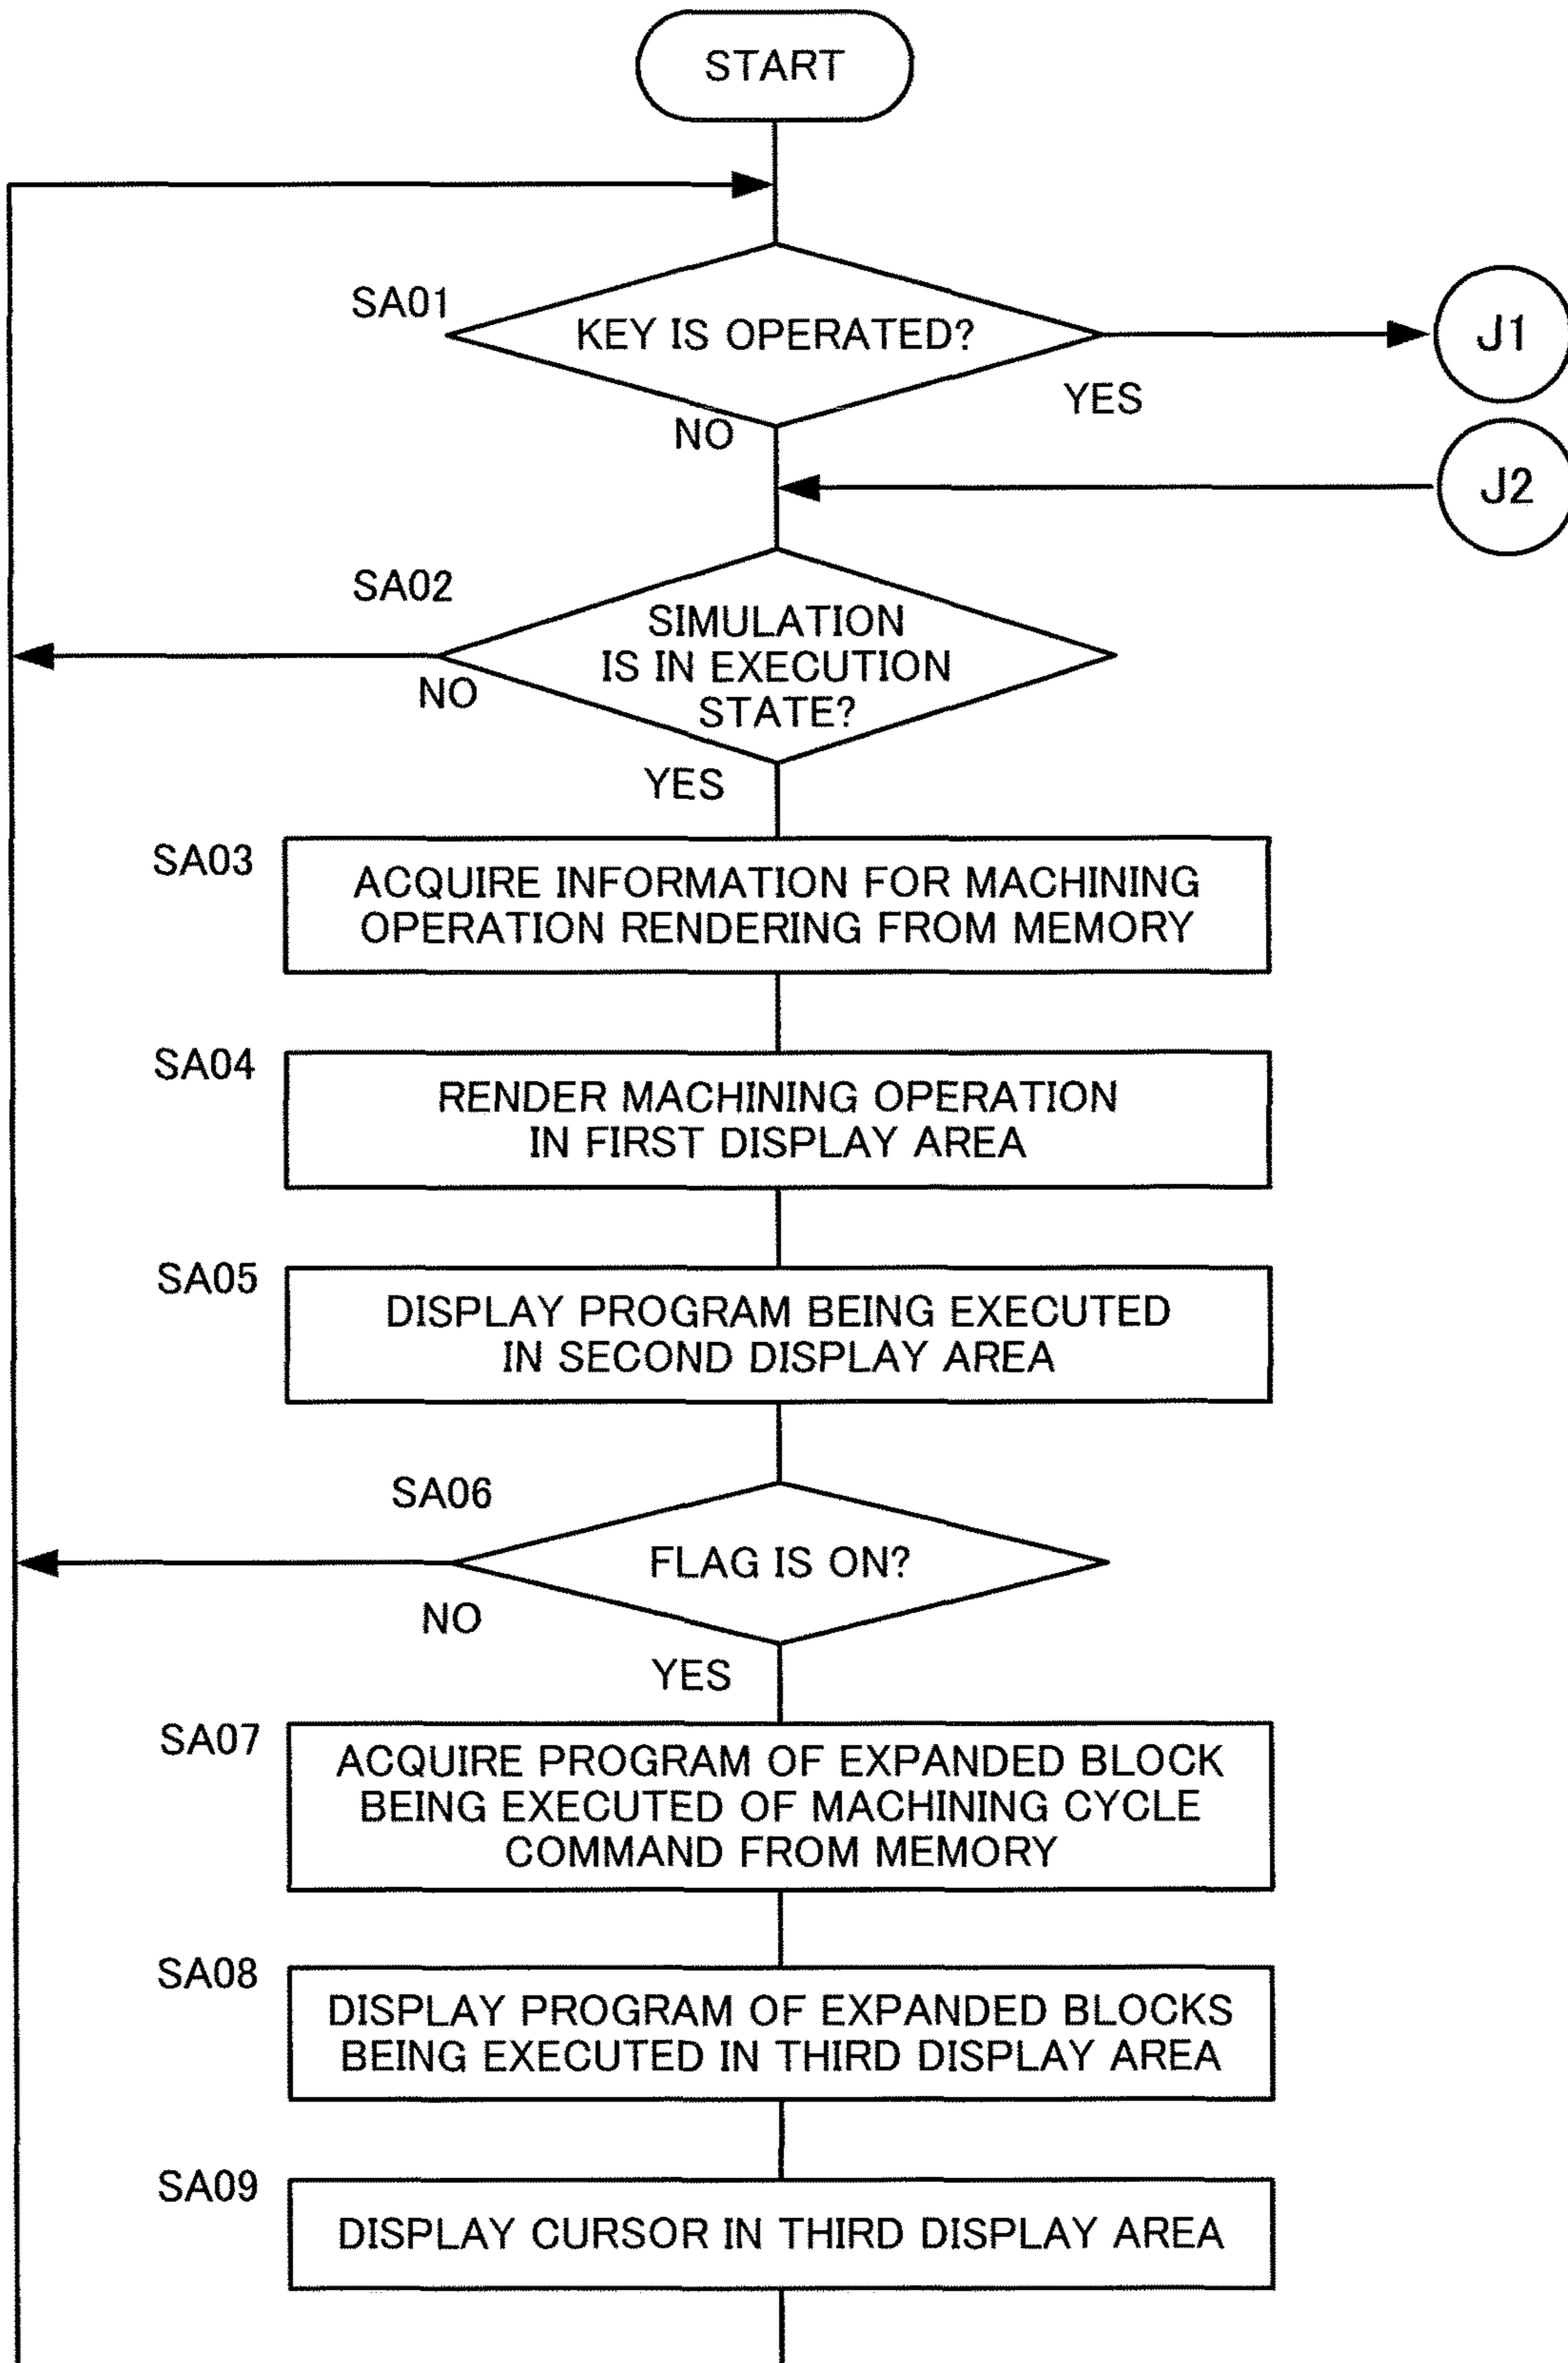 START
SA01
KEY IS OPERATED?
J1
YES
NO
J2
SA02
SIMULATION
IS IN EXECUTION
STATE?
NO
YES
SA03
ACQUIRE INFORMATION FOR MACHINING
OPERATION RENDERING FROM MEMORY
SA04
RENDER MACHINING OPERATION
IN FIRST DISPLAY AREA
SA05
DISPLAY PROGRAM BEING EXECUTED
IN SECOND DISPLAY AREA
SA06
FLAG IS ON?
NO
YES
SA07
ACQUIRE PROGRAM OF EXPANDED BLOCK
BEING EXECUTED OF MACHINING CYCLE
COMMAND FROM MEMORY
SA08
DISPLAY PROGRAM OF EXPANDED BLOCKS
BEING EXECUTED IN THIRD DISPLAY AREA
SA09
DISPLAY CURSOR IN THIRD DISPLAY AREA